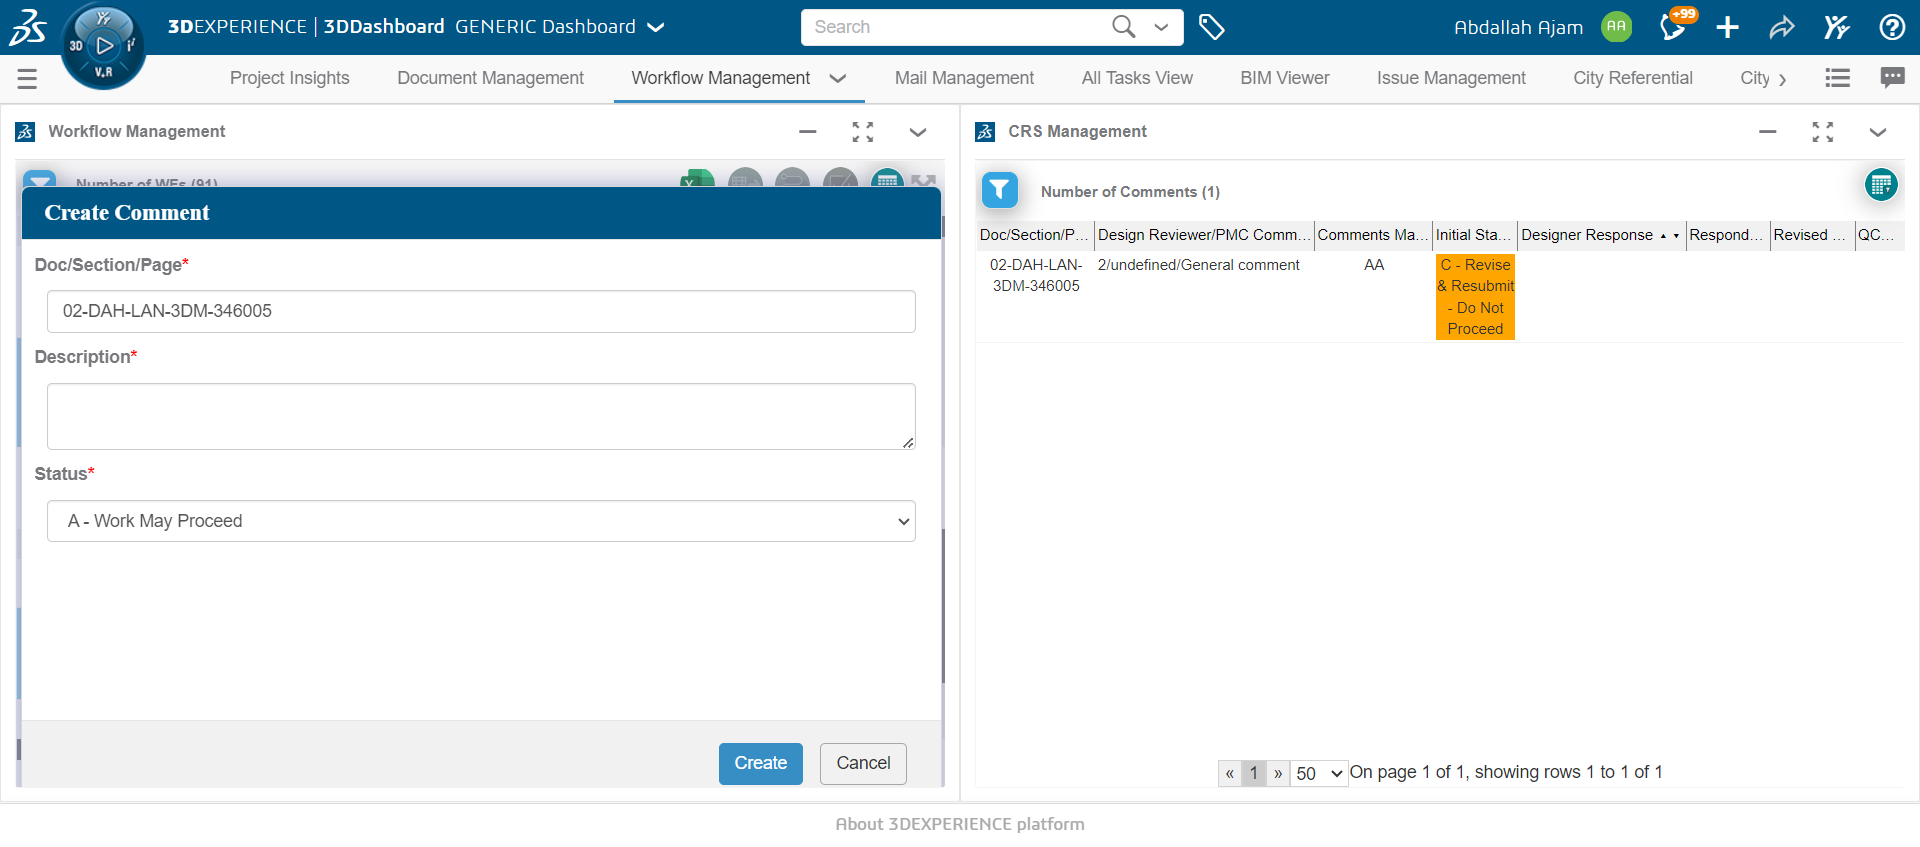 3DEXPERIENCE | 3DDashboard GENERIC Dashboard
Search
Abdallah Ajam
AA
+99
3D
V.R
Project Insights
Document Management
Workflow Management
Mail Management
All Tasks View
BIM Viewer
Issue Management
City Referential
City
Workflow Management
Number of WFs (91)
Create Comment
Doc/Section/Page*
02-DAH-LAN-3DM-346005
Description*
Status*
A - Work May Proceed
Create
Cancel
CRS Management
Number of Comments (1)
Doc/Section/P... Design Reviewer/PMC Comm... Comments Ma... Initial Sta... Designer Response Respond... Revised ... QC...
02-DAH-LAN-3DM-346005
2/undefined/General comment
AA
C - Revise
& Resubmit
- Do Not
Proceed
« 1 » 50 On page 1 of 1, showing rows 1 to 1 of 1
About 3DEXPERIENCE platform